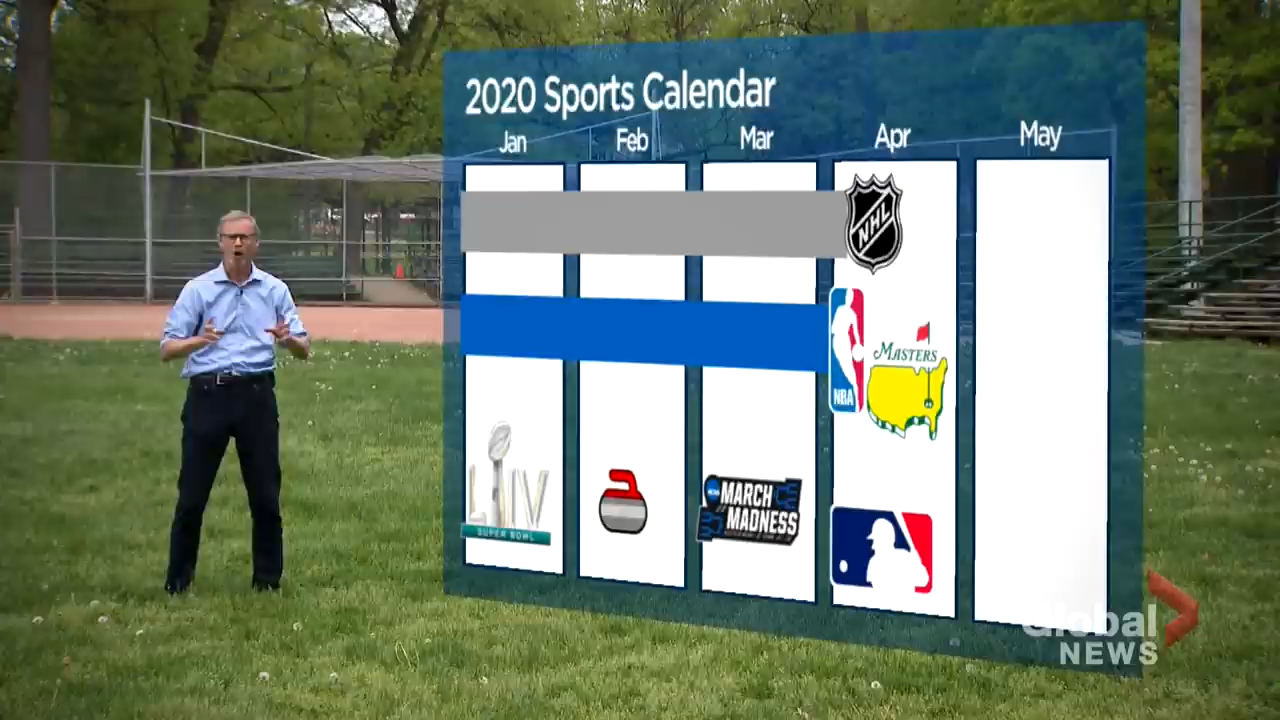 2020 Sports Calendar
Jan Feb Mar Apr May
NHL
NBA
MASTERS
LIV
SUPER BOWL
MARCH
MADNESS
Global
NEWS